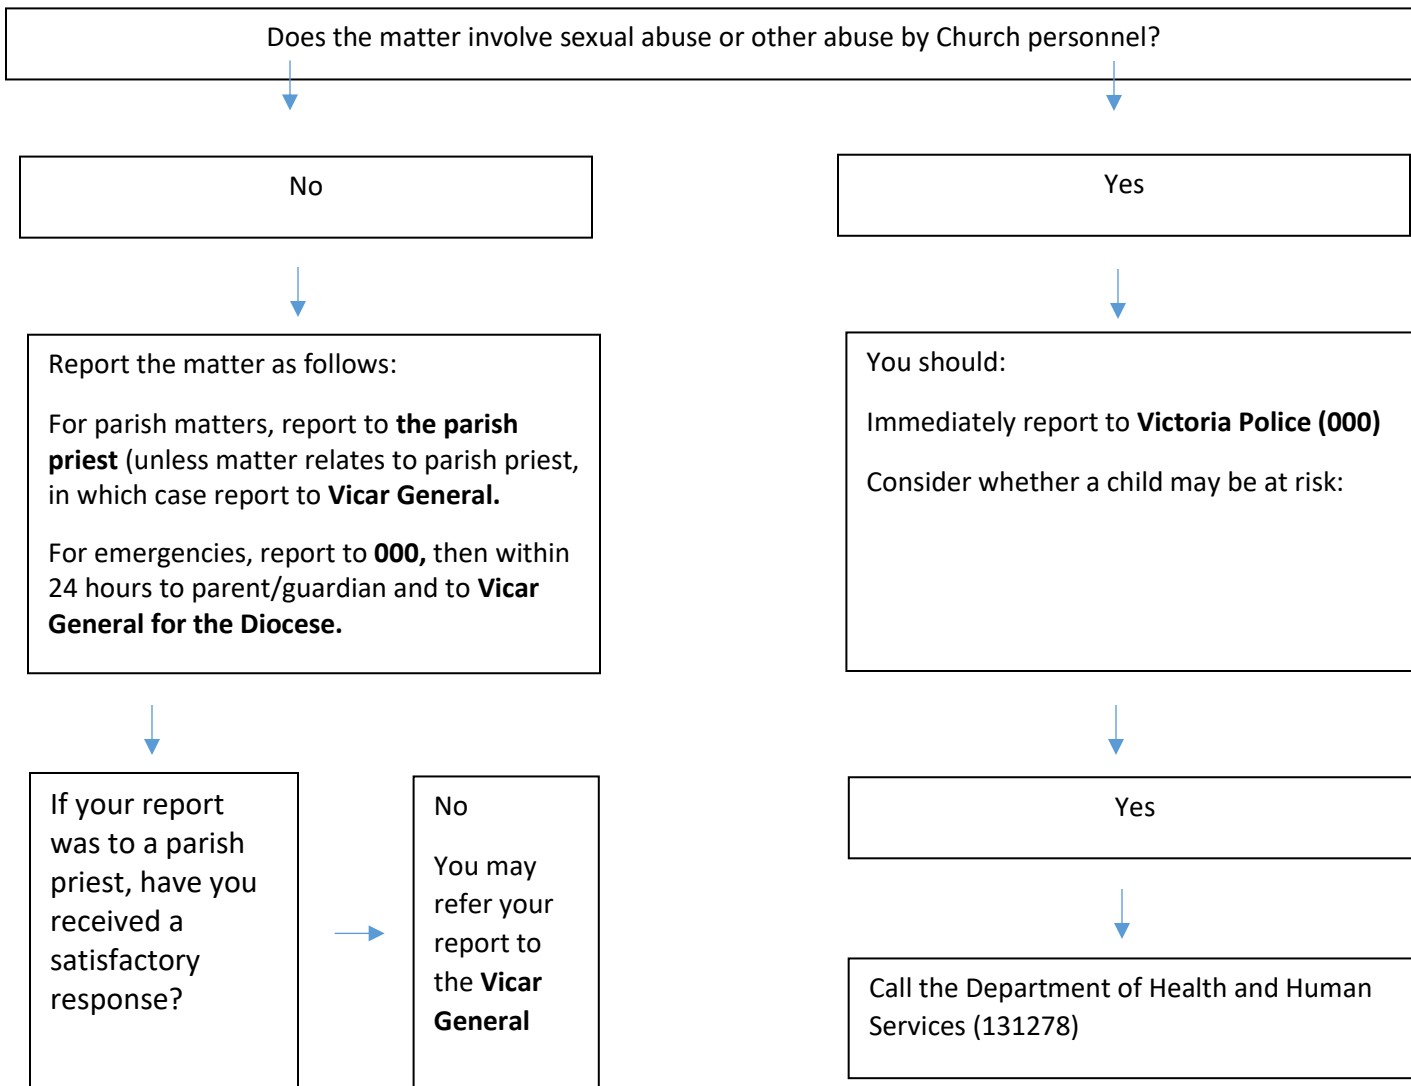 Does the matter involve sexual abuse or other abuse by Church personnel?
No
Yes
Report the matter as follows:
For parish matters, report to the parish
priest (unless matter relates to parish priest,
in which case report to Vicar General.
For emergencies, report to 000, then within
24 hours to parent/guardian and to Vicar
General for the Diocese.
You should:
Immediately report to Victoria Police (000)
Consider whether a child may be at risk:
If your report
was to a parish
priest, have you
received a
satisfactory
response?
No
You may
refer your
report to
the Vicar
General
Yes
Call the Department of Health and Human
Services (131278)